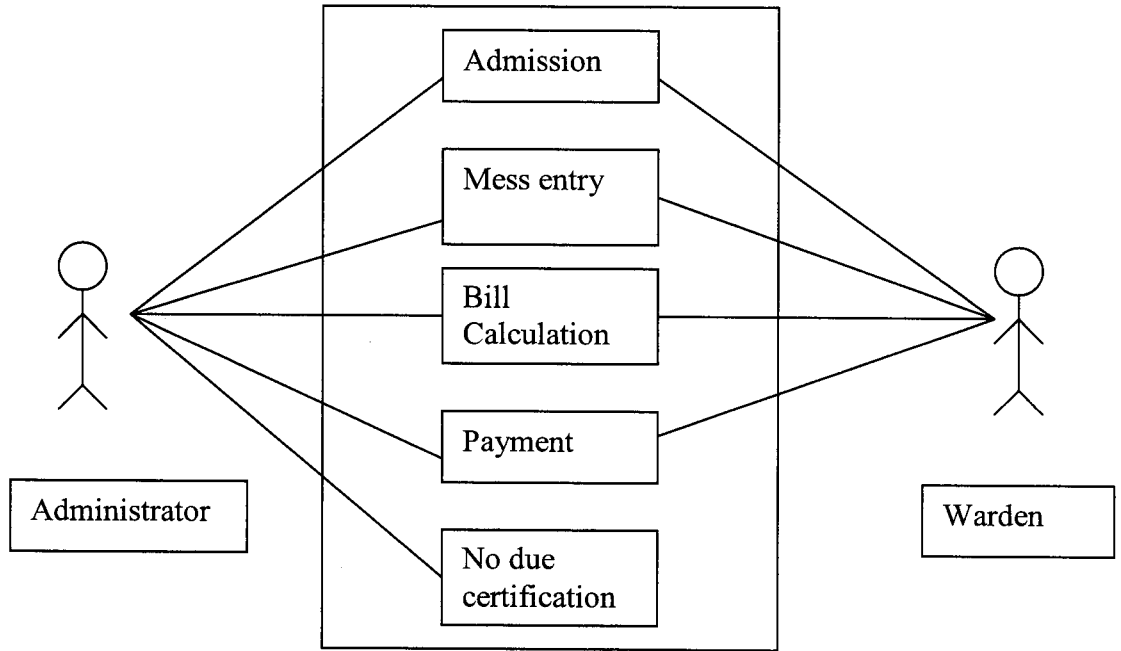 Admission
Mess entry
Bill
Calculation
Payment
Administrator
Warden
No due
certification